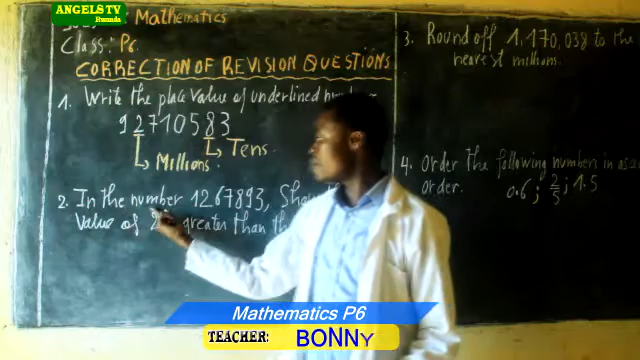 ANGELS TV
Rwanda
: Mathematics
Class: P6.
CORRECTION OF REVISION QUESTIONS
1. Write the place value of underlined
92710583
Millions. Tens.
2. In the number 1267893, Show
Value of 2 greater than
3. Round off 1,170,038 to the
nearest millions.
4. Order the following numbers in
order. 0.6 ; 2/5 ; 1.5
Mathematics P6
TEACHER: BONNY